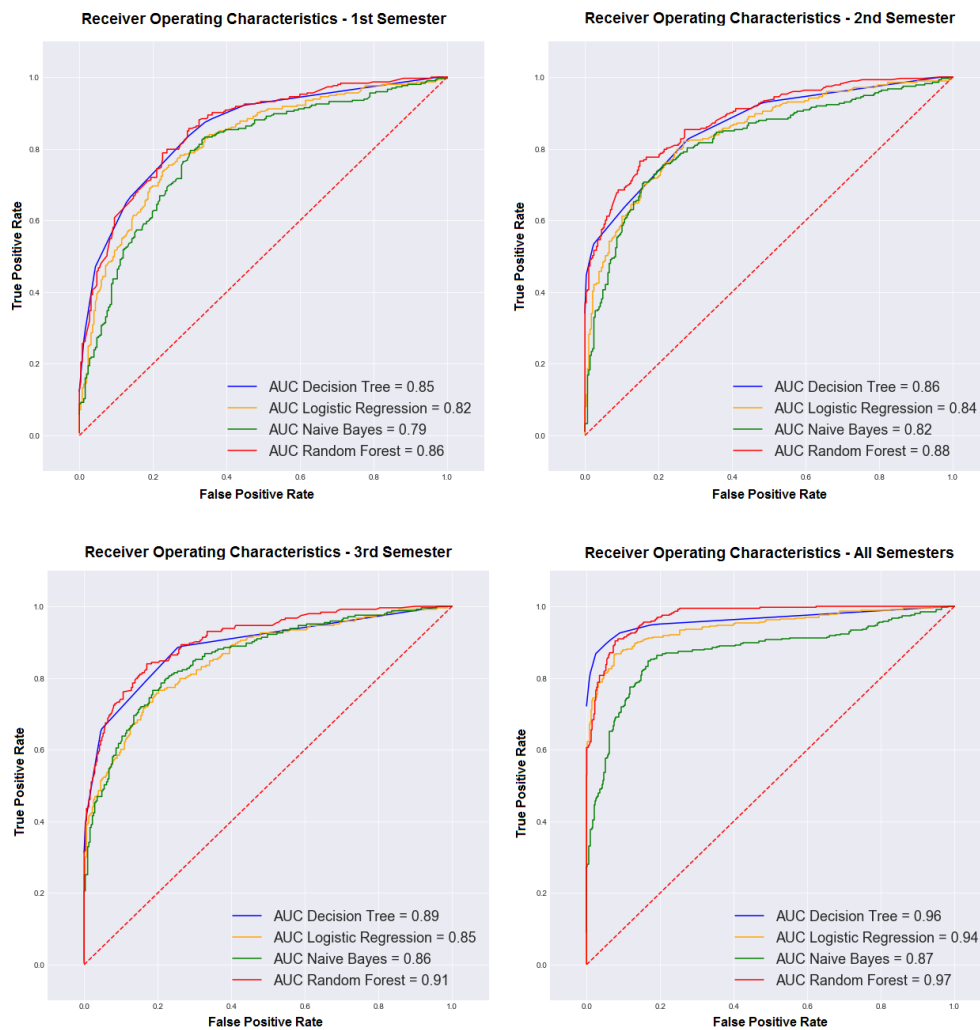 Receiver Operating Characteristics - 1st Semester
True Positive Rate
1.0
0.8
0.6
0.4
0.2
0.0
AUC Decision Tree = 0.85
AUC Logistic Regression = 0.82
AUC Naive Bayes = 0.79
AUC Random Forest = 0.86
0.0 0.2 0.4 0.6 0.8 1.0
False Positive Rate
Receiver Operating Characteristics - 2nd Semester
True Positive Rate
1.0
0.8
0.6
0.4
0.2
0.0
AUC Decision Tree = 0.86
AUC Logistic Regression = 0.84
AUC Naive Bayes = 0.82
AUC Random Forest = 0.88
0.0 0.2 0.4 0.6 0.8 1.0
False Positive Rate
Receiver Operating Characteristics - 3rd Semester
True Positive Rate
1.0
0.8
0.6
0.4
0.2
0.0
AUC Decision Tree = 0.89
AUC Logistic Regression = 0.85
AUC Naive Bayes = 0.86
AUC Random Forest = 0.91
0.0 0.2 0.4 0.6 0.8 1.0
False Positive Rate
Receiver Operating Characteristics - All Semesters
True Positive Rate
1.0
0.8
0.6
0.4
0.2
0.0
AUC Decision Tree = 0.96
AUC Logistic Regression = 0.94
AUC Naive Bayes = 0.87
AUC Random Forest = 0.97
0.0 0.2 0.4 0.6 0.8 1.0
False Positive Rate